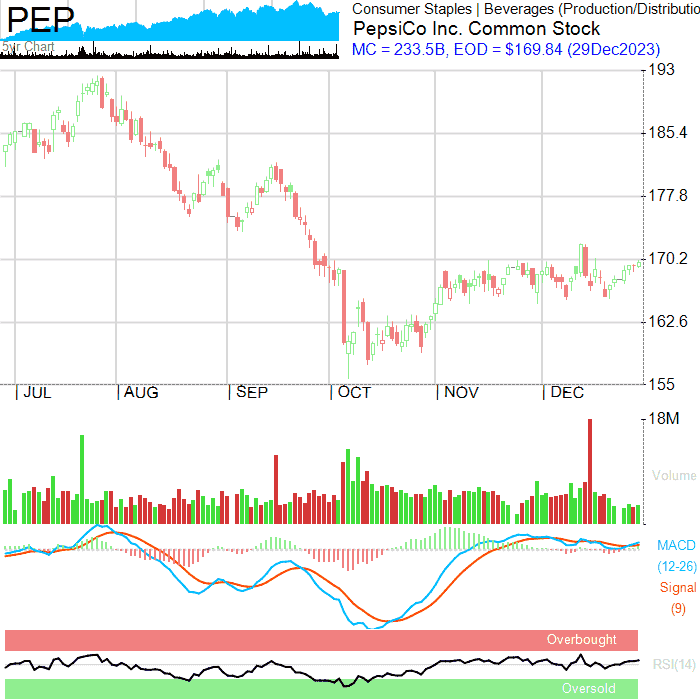 PEP
5yr Chart
Consumer Staples | Beverages (Production/Distributio
PepsiCo Inc. Common Stock
MC = 233.5B, EOD = $169.84 (29Dec2023)
193
185.4
177.8
170.2
162.6
155
JUL AUG SEP OCT NOV DEC
18M
Volume
MACD
(12-26)
Signal
(9)
Overbought
RSI(14)
Oversold